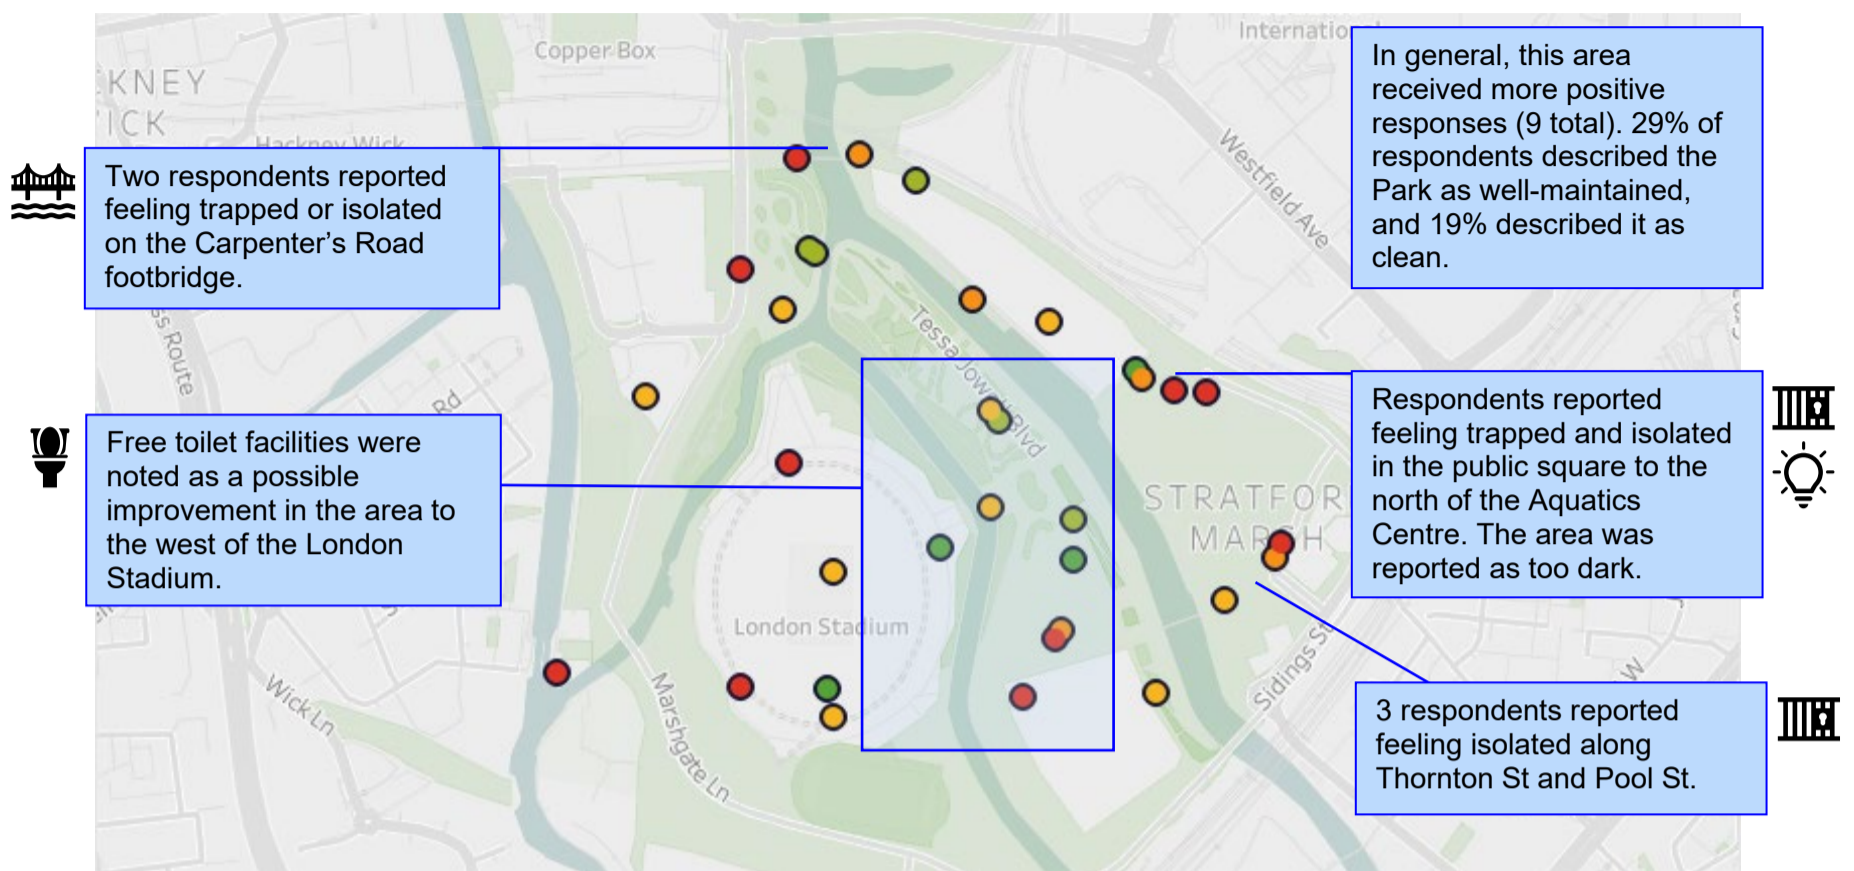 Copper Box
Internatio
KNEY
ICK
Hackney Wick
Westfield Ave
In general, this area
received more positive
responses (9 total). 29% of
respondents described the
Park as well-maintained,
and 19% described it as
clean.
Two respondents reported
feeling trapped or isolated
on the Carpenter’s Road
footbridge.
ss Route
Rd
Tessa Jowell Blvd
Free toilet facilities were
noted as a possible
improvement in the area to
the west of the London
Stadium.
Respondents reported
feeling trapped and isolated
in the public square to the
north of the Aquatics
Centre. The area was
reported as too dark.
STRATFOR
MARSH
London Stadium
Sidings St
Wick Ln
Marshgate Ln
W
3 respondents reported
feeling isolated along
Thornton St and Pool St.